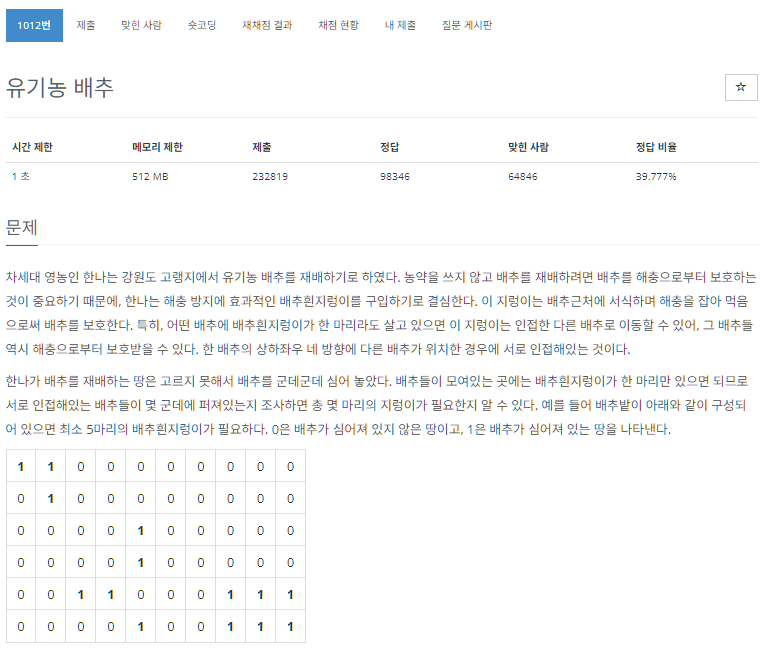 1012번 제출 맞힌 사람 숏코딩 재채점 결과 채점 현황 내 제출 질문 게시판
유기농 배추
☆
시간 제한 메모리 제한 제출 정답 맞힌 사람 정답 비율
1 초 512 MB 232819 98346 64846 39.777%
문제
차세대 영농인 한나는 강원도 고랭지에서 유기농 배추를 재배하기로 하였다. 농약을 쓰지 않고 배추를 재배하려면 배추를 해충으로부터 보호하는
것이 중요하기 때문에, 한나는 해충 방지에 효과적인 배추흰지렁이를 구입하기로 결심한다. 이 지렁이는 배추근처에 서식하며 해충을 잡아 먹음
으로써 배추를 보호한다. 특히, 어떤 배추에 배추흰지렁이가 한 마리라도 살고 있으면 이 지렁이는 인접한 다른 배추로 이동할 수 있어, 그 배추들
역시 해충으로부터 보호받을 수 있다. 한 배추의 상하좌우 네 방향에 다른 배추가 위치한 경우에 서로 인접해있는 것이다.
한나가 배추를 재배하는 땅은 고르지 못해서 배추를 군데군데 심어 놓았다. 배추들이 모여있는 곳에는 배추흰지렁이가 한 마리만 있으면 되므로
서로 인접해있는 배추들이 몇 군데에 퍼져있는지 조사하면 총 몇 마리의 지렁이가 필요한지 알 수 있다. 예를 들어 배추밭이 아래와 같이 구성되
어 있으면 최소 5마리의 배추흰지렁이가 필요하다. 0은 배추가 심어져 있지 않은 땅이고, 1은 배추가 심어져 있는 땅을 나타낸다.
1 1 0 0 0 0 0 0 0 0
0 1 0 0 0 0 0 0 0 0
0 0 0 0 1 0 0 0 0 0
0 0 0 0 1 0 0 0 0 0
0 0 1 1 0 0 0 1 1 1
0 0 0 0 1 0 0 1 1 1